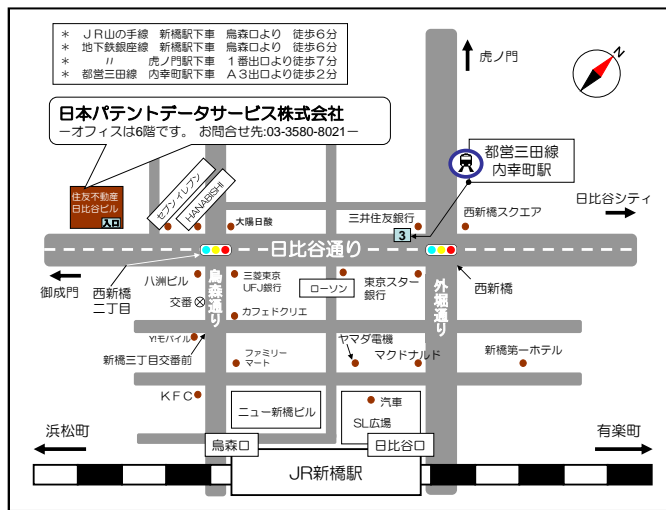 ＊ ＪＲ山の手線 新橋駅下車 烏森口より 徒歩６分
＊ 地下鉄銀座線 新橋駅下車 烏森口より 徒歩６分
＊ 〃 虎ノ門駅下車 １番出口より徒歩７分
＊ 都営三田線 内幸町駅下車 Ａ３出口より徒歩２分
虎ノ門
N
日本パテントデータサービス株式会社
－オフィスは6階です。 お問合せ先:03-3580-8021－
都営三田線
内幸町駅
住友不動産
日比谷ビル
入口
セブンイレブン
HANABISHI
大陽日酸
三井住友銀行
3
西新橋スクエア
日比谷シティ
日比谷通り
御成門
西新橋
二丁目
八洲ビル
交番
烏森通り
三菱東京
UFJ銀行
カフェドクリエ
ローソン
東京スター
銀行
外堀通り
西新橋
Y!モバイル
新橋三丁目交番前
ファミリー
マート
ヤマダ電機
マクドナルド
新橋第一ホテル
ＫＦＣ
ニュー新橋ビル
汽車
SL広場
浜松町
烏森口
日比谷口
有楽町
JR新橋駅